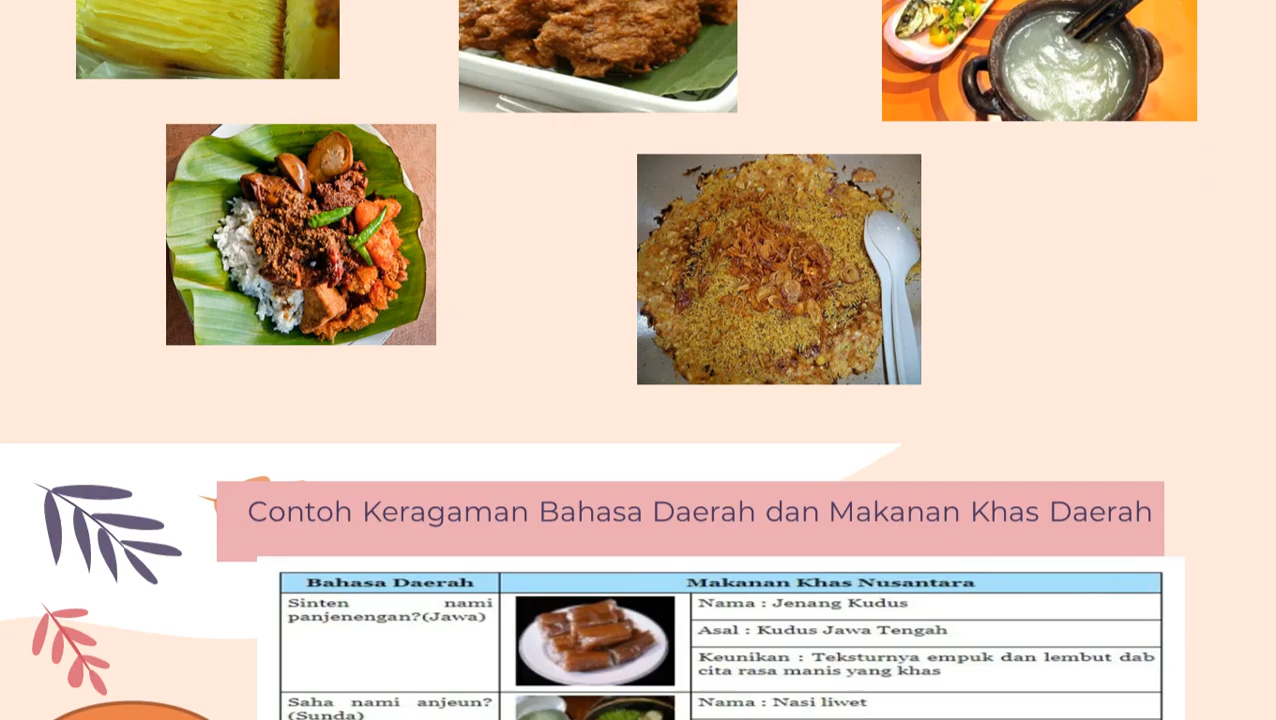 Contoh Keragaman Bahasa Daerah dan Makanan Khas Daerah
Bahasa Daerah
Makanan Khas Nusantara
Sinten nami
panjenengan?(Jawa)
Nama : Jenang Kudus
Asal : Kudus Jawa Tengah
Keunikan : Teksturnya empuk dan lembut dab
cita rasa manis yang khas
Saha nami anjeun?
(Sunda)
Nama : Nasi liwet